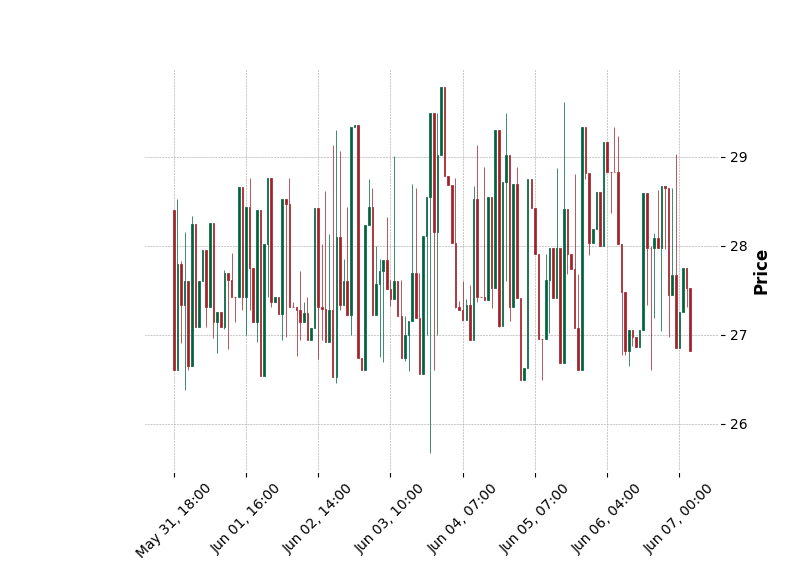 29
28
27
26
Price
May 31, 18:00
Jun 01, 16:00
Jun 02, 14:00
Jun 03, 10:00
Jun 04, 07:00
Jun 05, 07:00
Jun 06, 04:00
Jun 07, 00:00